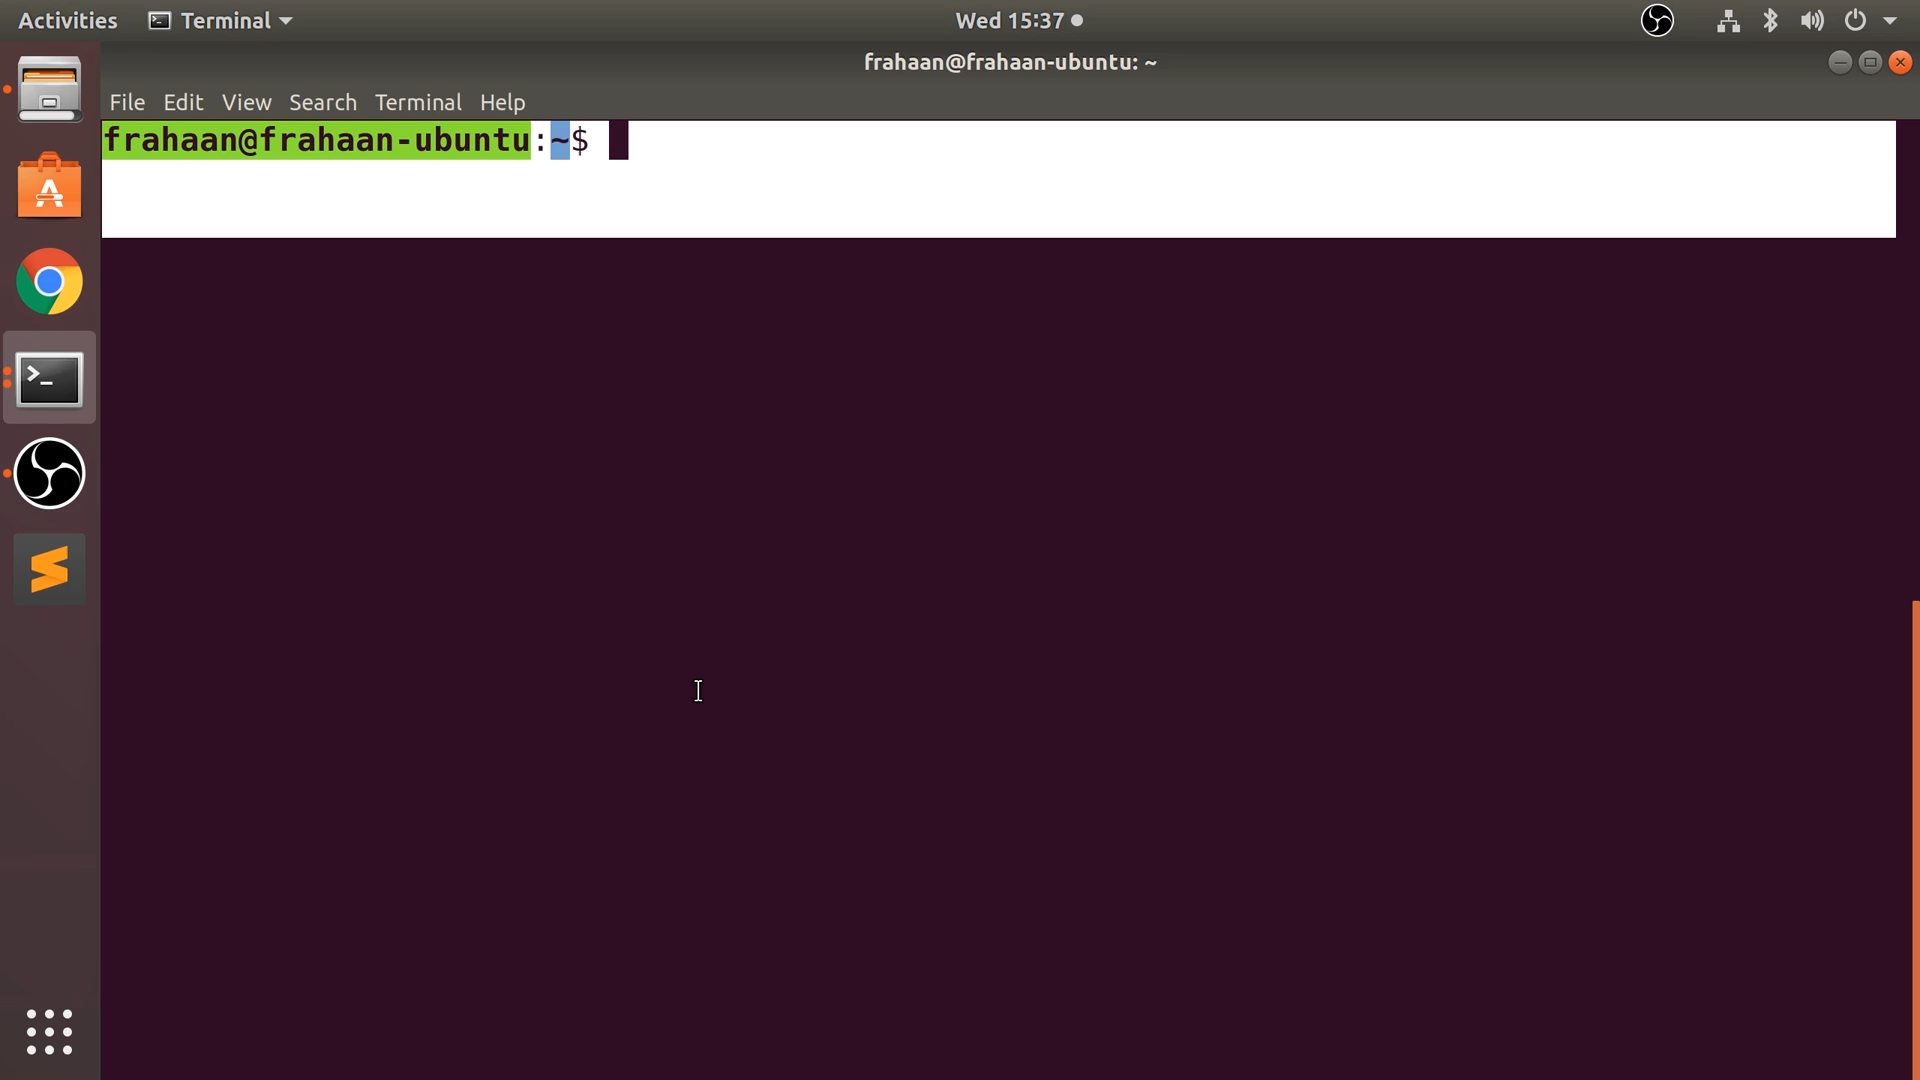 Activities Terminal Wed 15:37
frahaan@frahaan-ubuntu: ~
File Edit View Search Terminal Help
frahaan@frahaan-ubuntu:~$